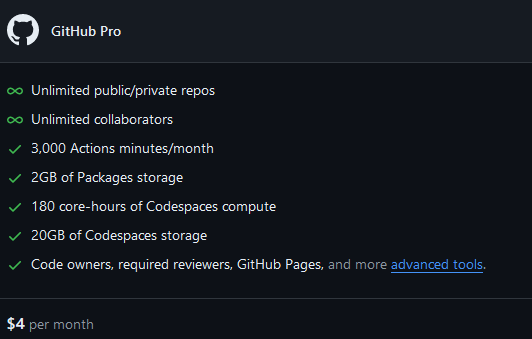 GitHub Pro
Unlimited public/private repos
Unlimited collaborators
3,000 Actions minutes/month
2GB of Packages storage
180 core-hours of Codespaces compute
20GB of Codespaces storage
Code owners, required reviewers, GitHub Pages, and more advanced tools.
$4 per month